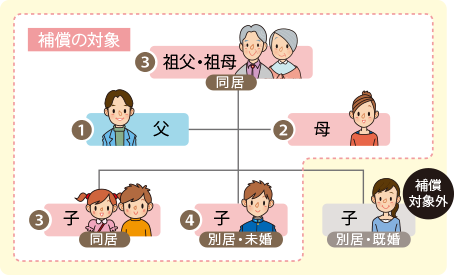 補償の対象
3 祖父・祖母
同居
1 父
2 母
補償
対象外
3 子
同居
4 子
別居・未婚
子
別居・既婚